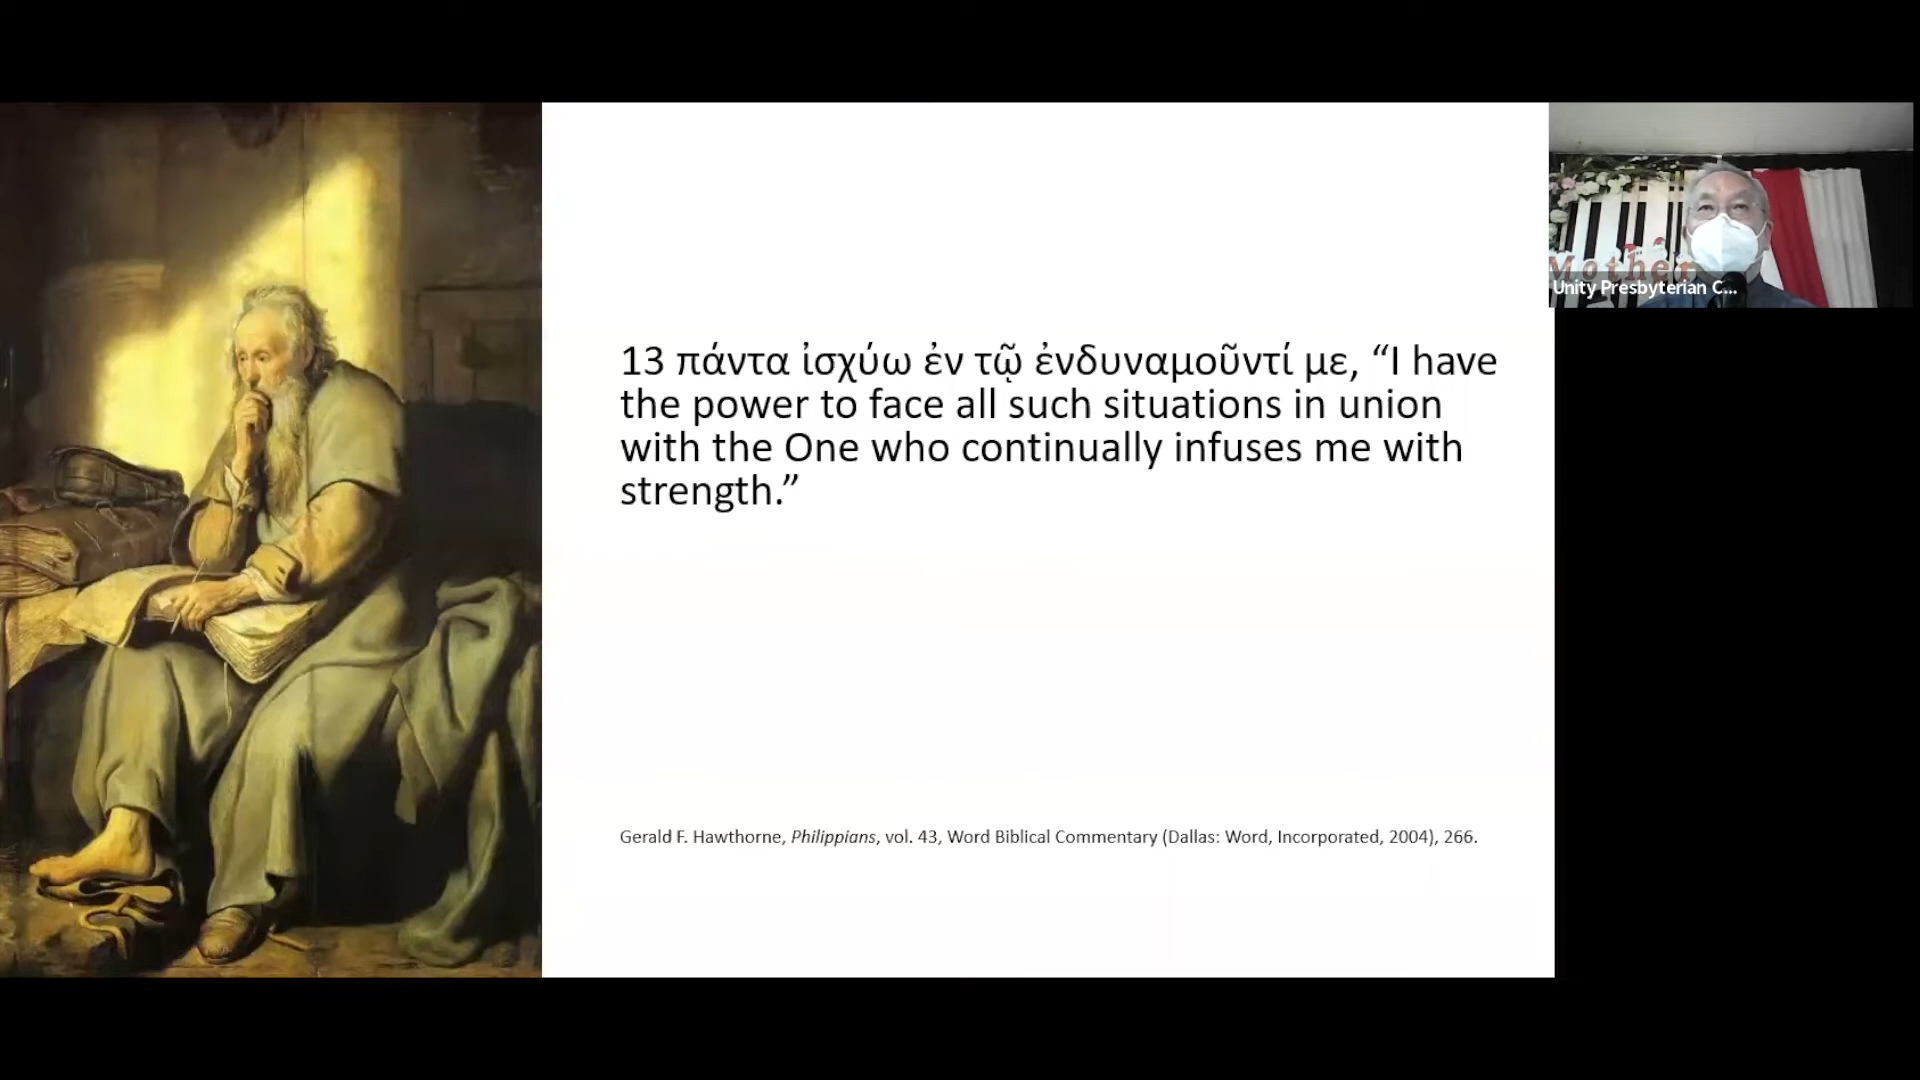 13 πάντα ἰσχύω ἐν τῷ ἐνδυναμοῦντί με, “I have
the power to face all such situations in union
with the One who continually infuses me with
strength.”
Gerald F. Hawthorne, Philippians, vol. 43, Word Biblical Commentary (Dallas: Word, Incorporated, 2004), 266.
Mother
Unity Presbyterian C...